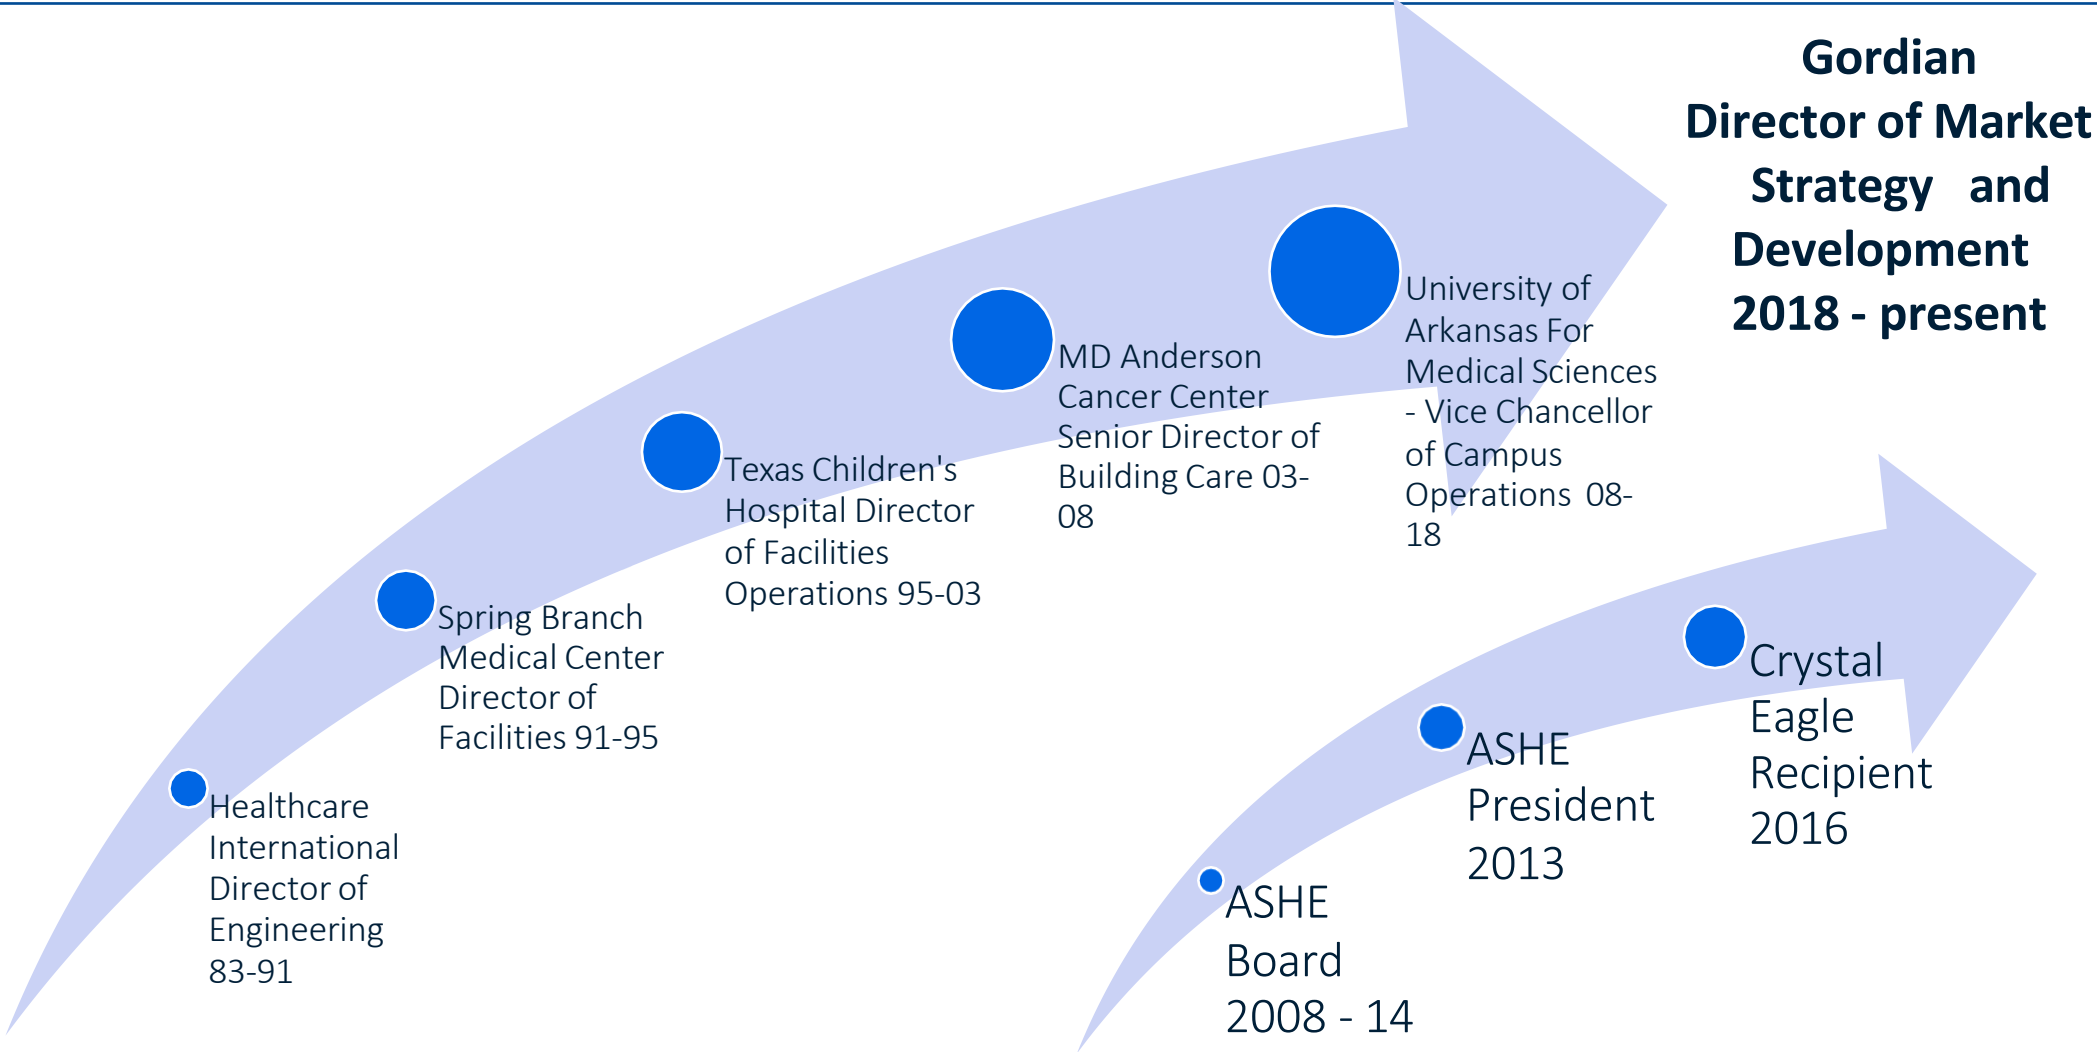 Gordian
Director of Market
Strategy and
Development
2018 - present
University of
Arkansas For
Medical Sciences
- Vice Chancellor
of Campus
Operations 08-
18
MD Anderson
Cancer Center
Senior Director of
Building Care 03-
08
Texas Children's
Hospital Director
of Facilities
Operations 95-03
Spring Branch
Medical Center
Director of
Facilities 91-95
Healthcare
International
Director of
Engineering
83-91
Crystal
Eagle
Recipient
2016
ASHE
President
2013
ASHE
Board
2008 - 14